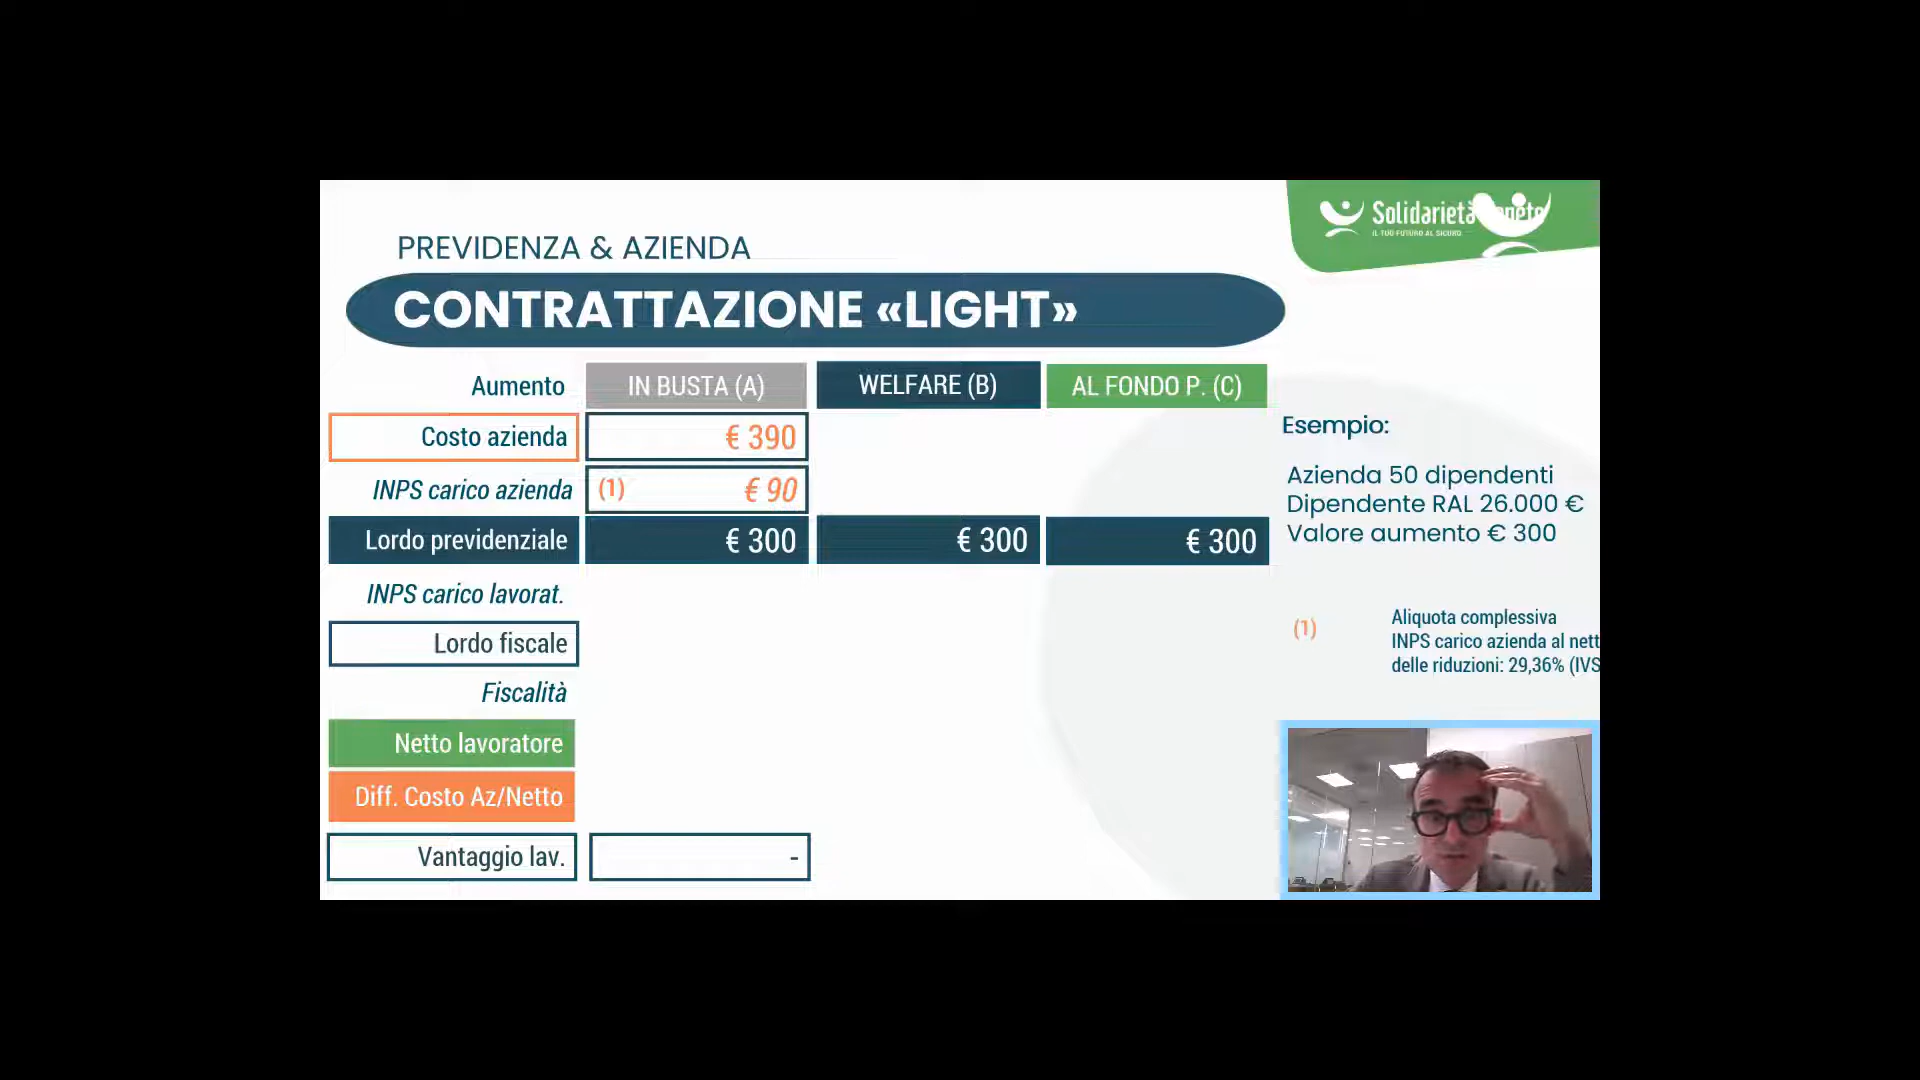 Solidarietà
IL TUO FUTURO AL SICURO
PREVIDENZA & AZIENDA
CONTRATTAZIONE «LIGHT»
Aumento IN BUSTA (A) WELFARE (B) AL FONDO P. (C)
Costo azienda € 390
INPS carico azienda (1) € 90
Lordo previdenziale € 300 € 300 € 300
INPS carico lavorat.
Lordo fiscale
Fiscalità
Netto lavoratore
Diff. Costo Az/Netto
Vantaggio lav. -
Esempio:
Azienda 50 dipendenti
Dipendente RAL 26.000 €
Valore aumento € 300
(1) Aliquota complessiva
INPS carico azienda al nett
delle riduzioni: 29,36% (IVS